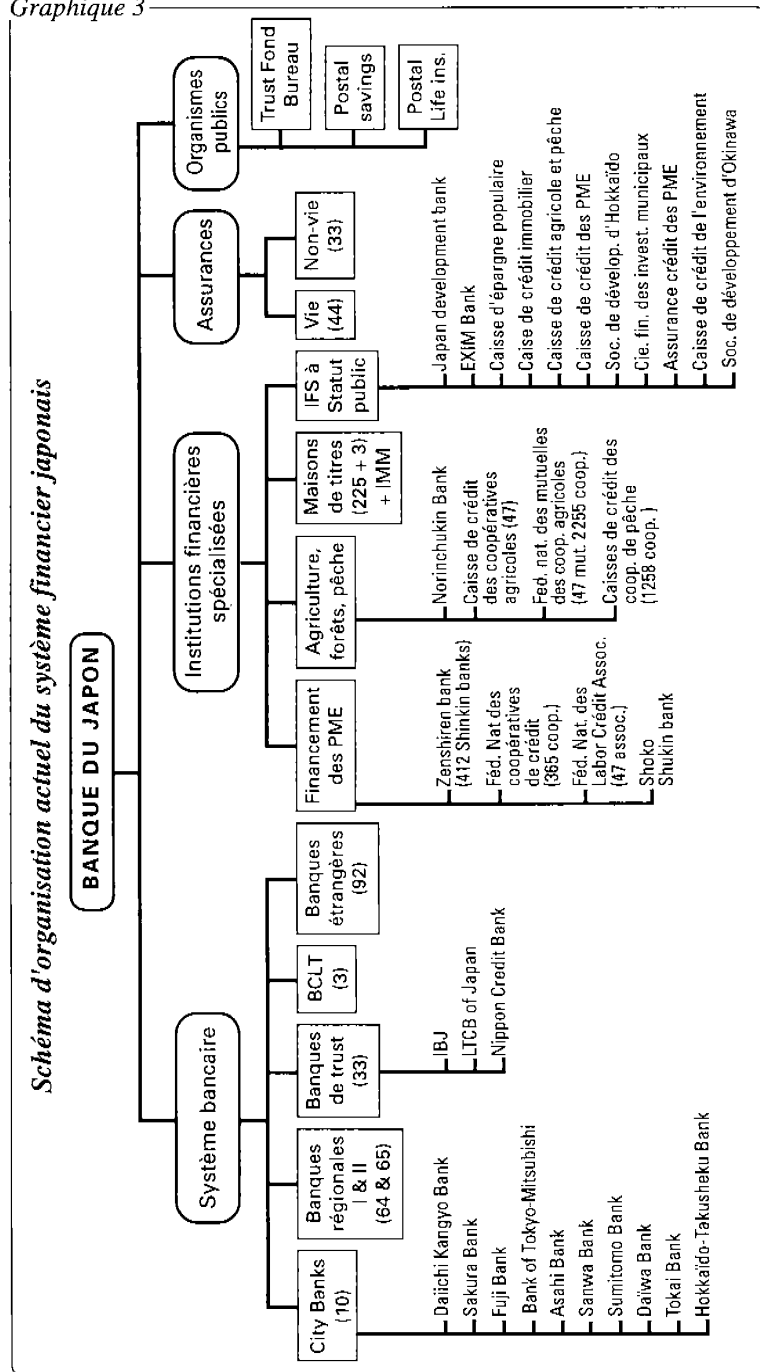 Graphique 3
Schéma d'organisation actuel du système financier japonais
BANQUE DU JAPON
Système bancaire
City Banks
(10)
Daiichi Kangyo Bank
Sakura Bank
Fuji Bank
Bank of Tokyo-Mitsubishi
Asahi Bank
Sanwa Bank
Sumitomo Bank
Daïwa Bank
Tokai Bank
Hokkaïdo-Takusheku Bank
Banques
régionales
I & II
(64 & 65)
Banques
de trust
(33)
IBJ
LTCB of Japan
Nippon Credit Bank
BCLT
(3)
Banques
étrangères
(92)
Institutions financières
spécialisées
Financement
des PME
Zenshiren bank
(412 Shinkin banks)
Féd. Nat des
coopératives
de crédit
(365 coop.)
Féd. Nat. des
Labor Crédit Assoc.
(47 assoc.)
Shoko
Shukin bank
Agriculture,
forêts, pêche
Norinchukin Bank
Caisse de crédit
des coopératives
agricoles (47)
Fed. nat. des mutuelles
des coop. agricoles
(47 mut. 2255 coop.)
Caisses de crédit des
coop. de pêche
(1258 coop. )
Maisons
de titres
(225 + 3)
+ IMM
IFS à
Statut
public
Japan development bank
EXiM Bank
Caisse d'épargne populaire
Caise de crédit immobilier
Caisse de crédit agricole et pêche
Caisse de crédit des PME
Soc. de dévelop. d'Hokkaïdo
Cie. fin. des invest. municipaux
Assurance crédit des PME
Caisse de crédit de l'environnement
Soc. de développement d'Okinawa
Assurances
Vie
(44)
Non-vie
(33)
Organismes
publics
Trust Fond
Bureau
Postal
savings
Postal
Life ins.